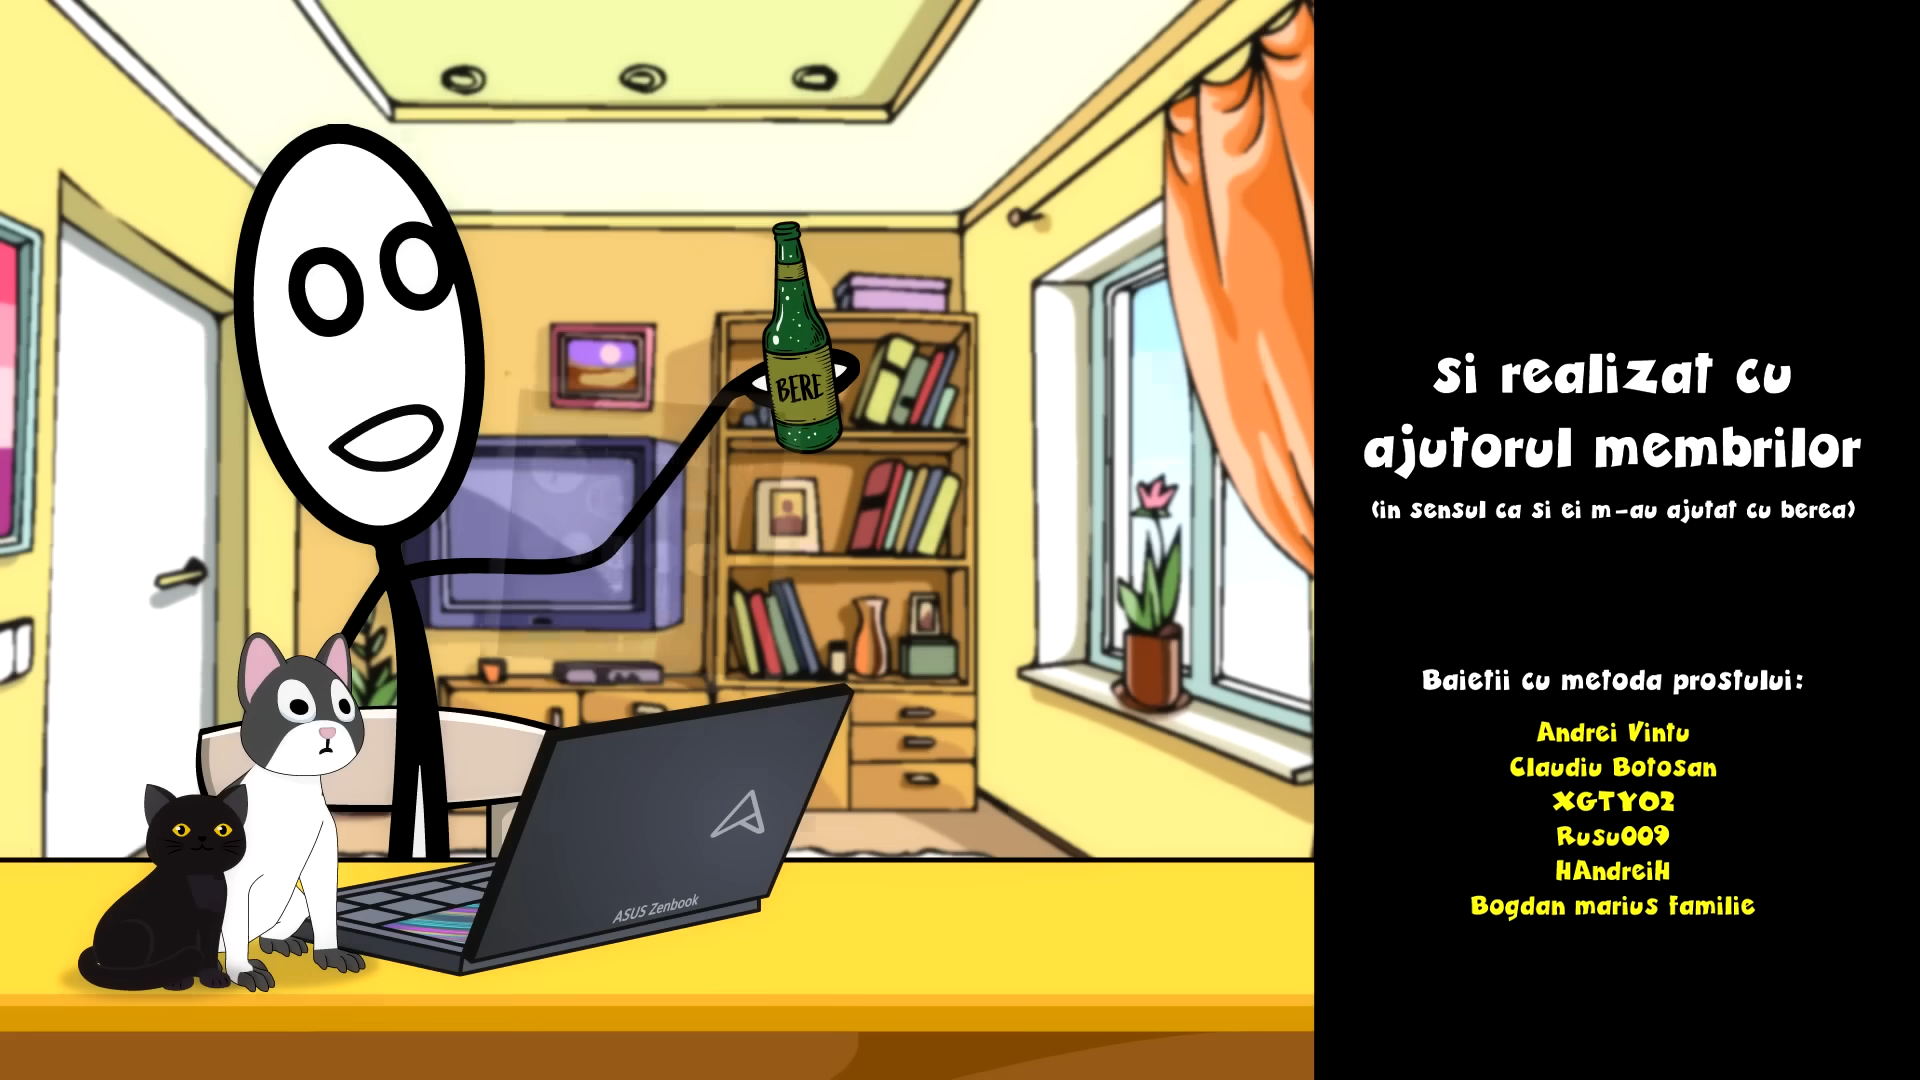 BERE
ASUS Zenbook
si realizat cu
ajutorul membrilor
(in sensul ca si ei m-au ajutat cu berea)
Baietii cu metoda prostului:
Andrei Vintu
Claudiu Botosan
XGTY02
Rusu009
HAndreiH
Bogdan marius familie